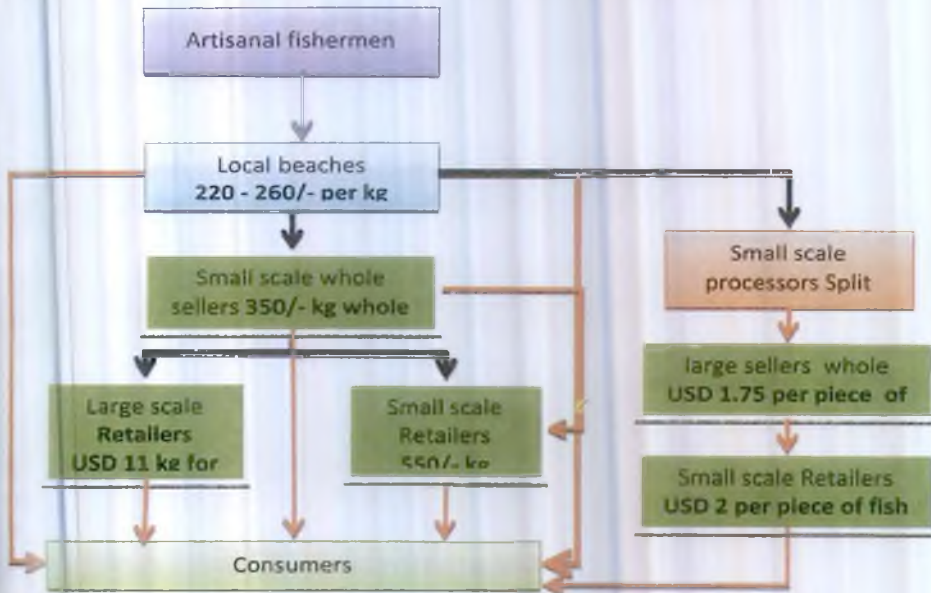 Artisanal fishermen
Local beaches
220 - 260/- per kg
Small scale whole
sellers 350/- kg whole
Large scale
Retailers
USD 11 kg for
Small scale
Retailers
550/- kg
Small scale
processors Split
large sellers whole
USD 1.75 per piece of
Small scale Retailers
USD 2 per piece of fish
Consumers